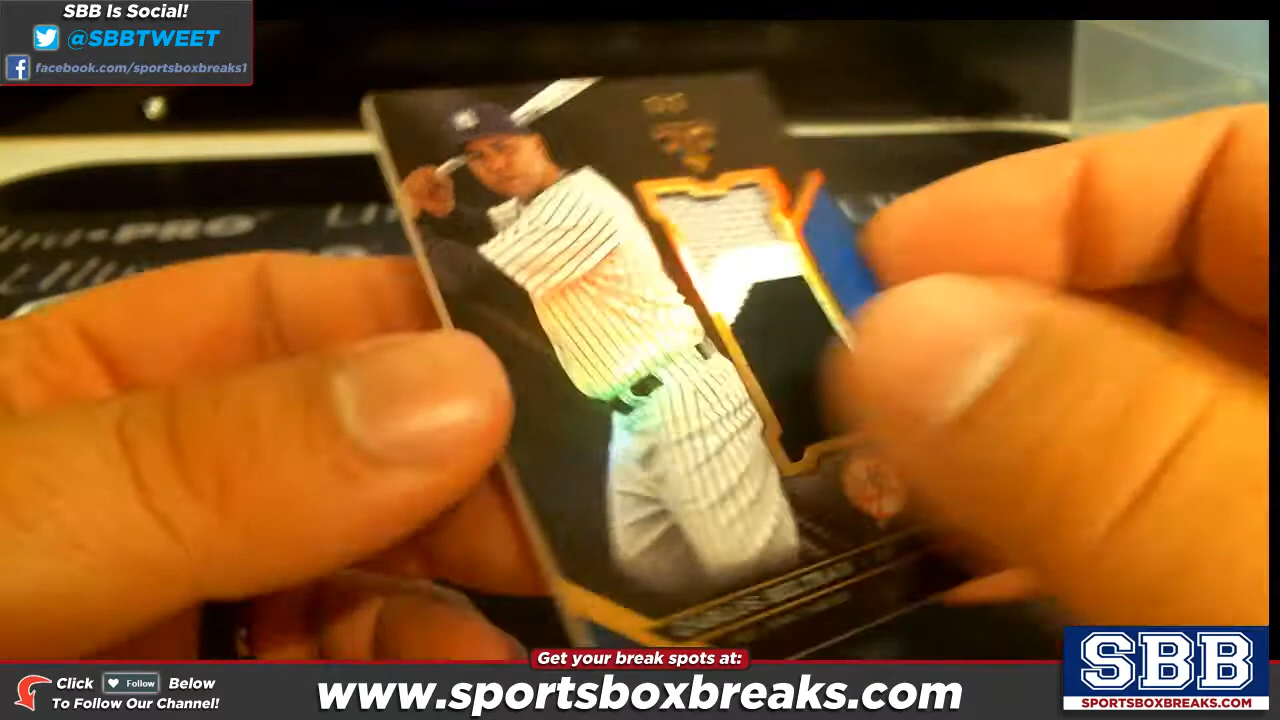 SBB Is Social!
@SBBTWEET
facebook.com/sportsboxbreaks1
PRO
Get your break spots at:
Click Follow Below
To Follow Our Channel!
www.sportsboxbreaks.com
SBB
SPORTSBOXBREAKS.COM